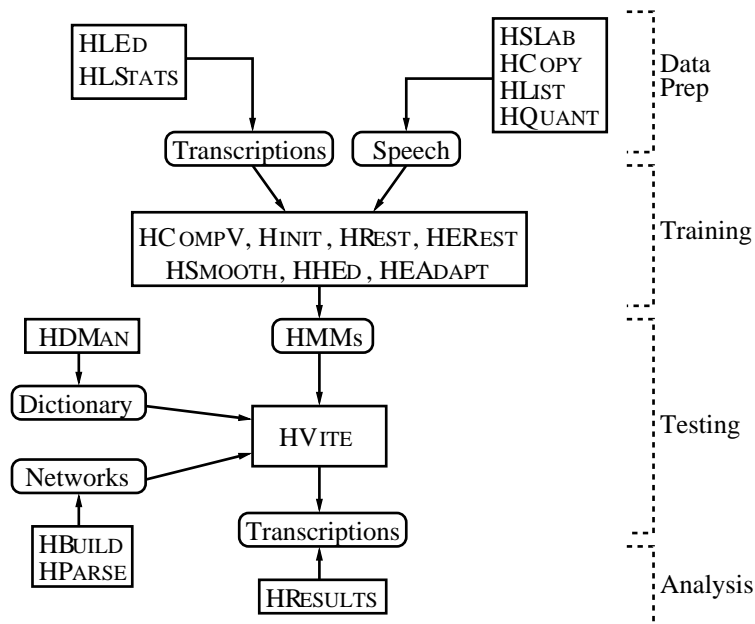 HLED
HLSTATS
HSLAB
HCOPY
HLIST
HQUANT
Data
Prep
Transcriptions
Speech
HCOMPV, HINIT, HREST, HEREST
HSMOOTH, HHED, HEADAPT
Training
HDMAN
HMMs
Dictionary
HVITE
Testing
Networks
HBUILD
HPARSE
Transcriptions
HRESULTS
Analysis